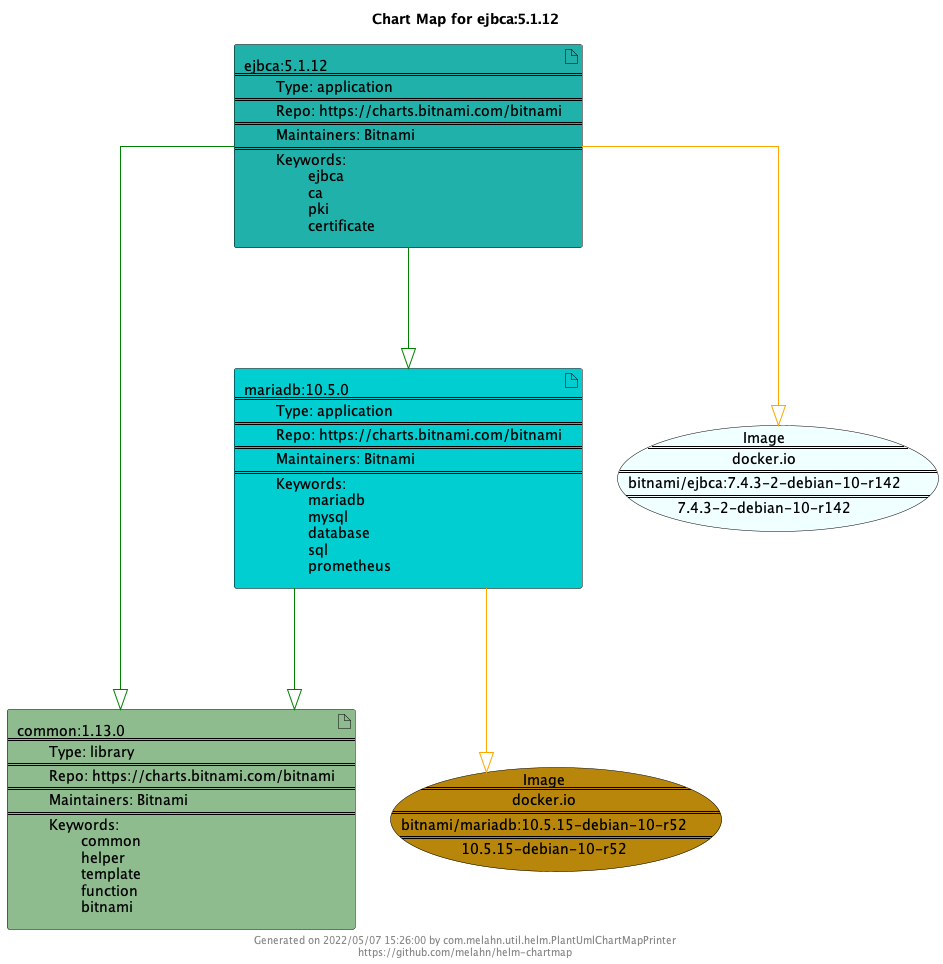 Chart Map for ejbca:5.1.12
ejbca:5.1.12
Type: application
Repo: https://charts.bitnami.com/bitnami
Maintainers: Bitnami
Keywords:
ejbca
ca
pki
certificate
mariadb:10.5.0
Type: application
Repo: https://charts.bitnami.com/bitnami
Maintainers: Bitnami
Keywords:
mariadb
mysql
database
sql
prometheus
Image
docker.io
bitnami/ejbca:7.4.3-2-debian-10-r142
7.4.3-2-debian-10-r142
common:1.13.0
Type: library
Repo: https://charts.bitnami.com/bitnami
Maintainers: Bitnami
Keywords:
common
helper
template
function
bitnami
Image
docker.io
bitnami/mariadb:10.5.15-debian-10-r52
10.5.15-debian-10-r52
Generated on 2022/05/07 15:26:00 by com.melahn.util.helm.PlantUmlChartMapPrinter
https://github.com/melahn/helm-chartmap